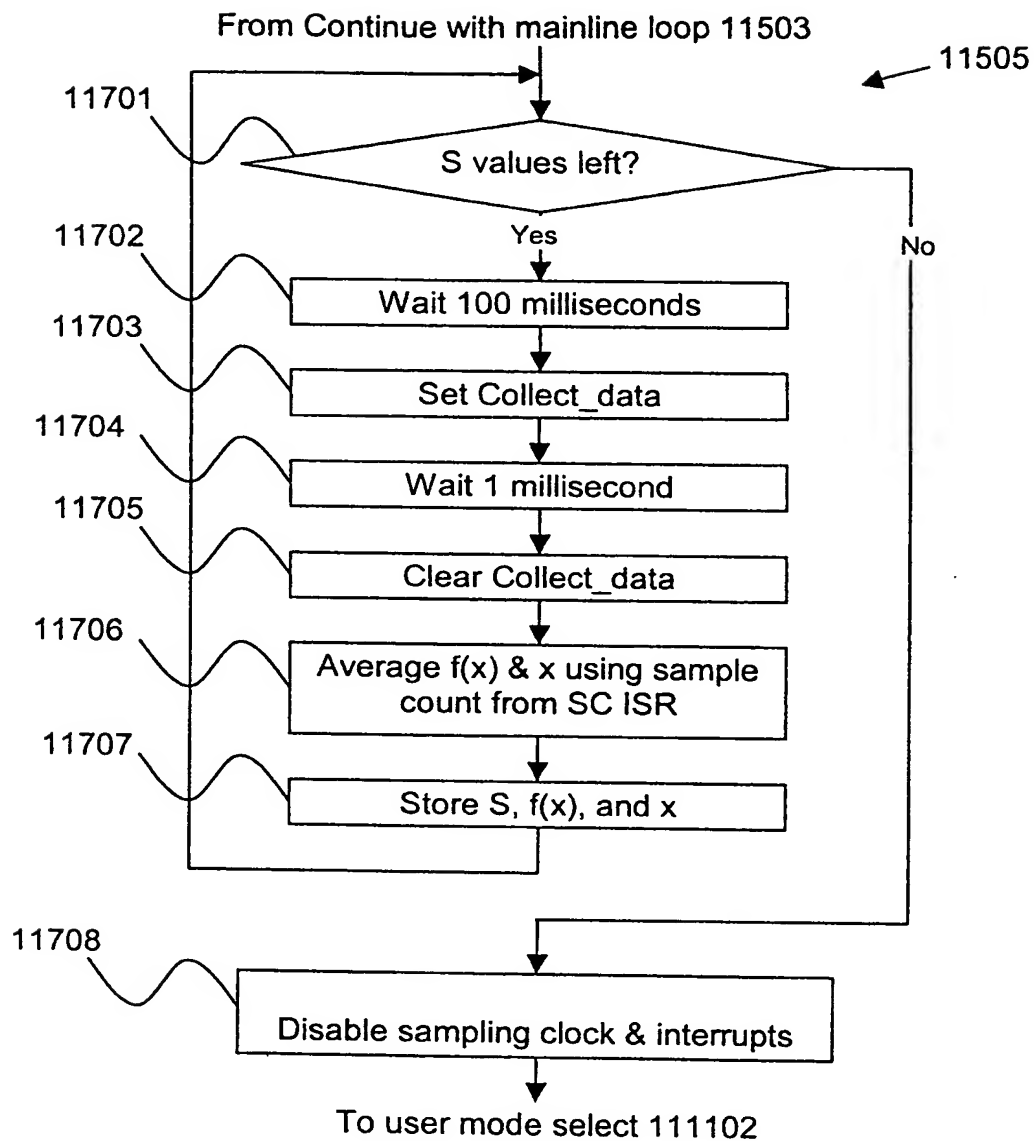 From Continue with mainline loop 11503
11505
11701
S values left?
Yes
No
11702
Wait 100 milliseconds
11703
Set Collect_data
11704
Wait 1 millisecond
11705
Clear Collect_data
11706
Average f(x) & x using sample
count from SC ISR
11707
Store S, f(x), and x
11708
Disable sampling clock & interrupts
To user mode select 111102